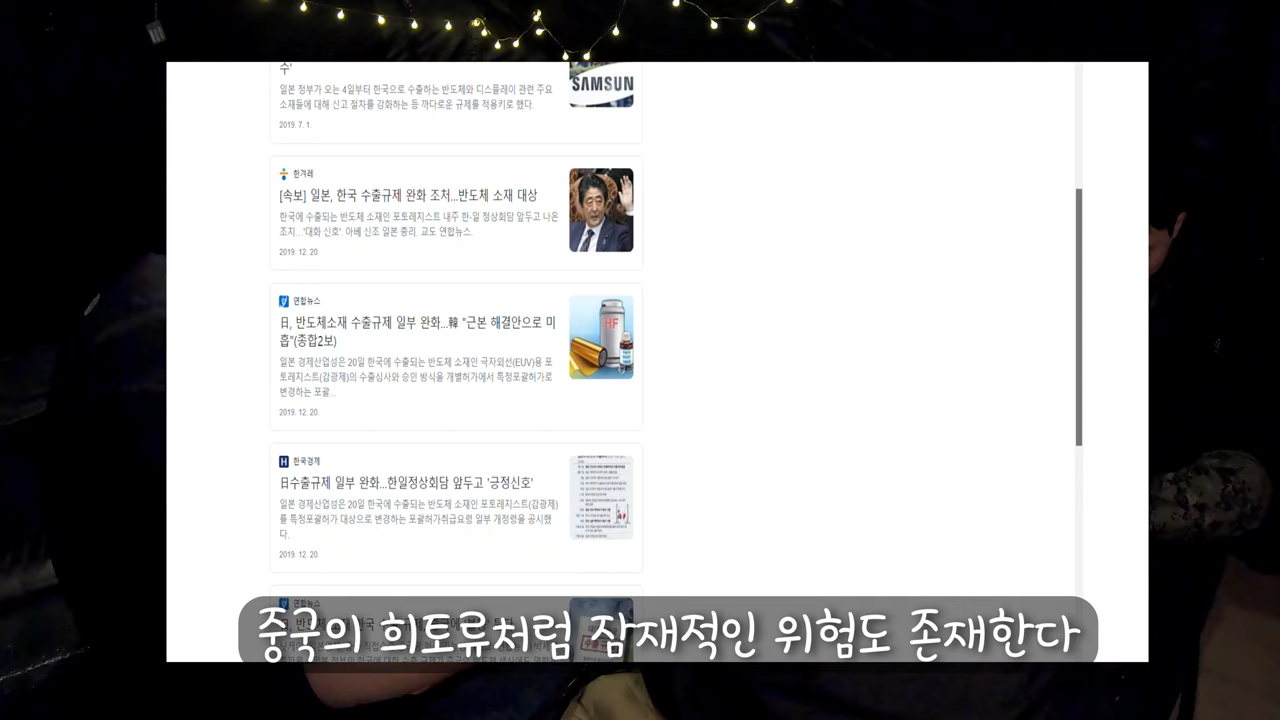 수'
일본 정부가 오는 4일부터 한국으로 수출하는 반도체와 디스플레이 관련 주요
소재들에 대해 신고 절차를 강화하는 등 까다로운 규제를 적용키로 했다.
2019. 7. 1.
SAMSUN
한겨레
[속보] 일본, 한국 수출규제 완화 조처...반도체 소재 대상
한국에 수출되는 반도체 소재인 포토레지스트 내주 한-일 정상회담 앞두고 나온
조치...'대화 신호'. 아베 신조 일본 총리. 교도 연합뉴스.
2019. 12. 20.
연합뉴스
日, 반도체소재 수출규제 일부 완화...韓 "근본 해결안으로 미
흡"(종합2보)
일본 경제산업성은 20일 한국에 수출되는 반도체 소재인 극자외선(EUV)용 포
토레지스트(감광제)의 수출심사와 승인 방식을 개별허가에서 특정포괄허가로
변경하는 포괄...
2019. 12. 20.
HF
한국경제
日수출규제 일부 완화...한일정상회담 앞두고 '긍정신호'
일본 경제산업성은 20일 한국에 수출되는 반도체 소재인 포토레지스트(감광제)
를 특정포괄허가 대상으로 변경하는 포괄허가취급요령 일부 개정령을 공시했
다.
2019. 12. 20.
연합뉴스
중국의 희토류처럼 잠재적인 위험도 존재한다